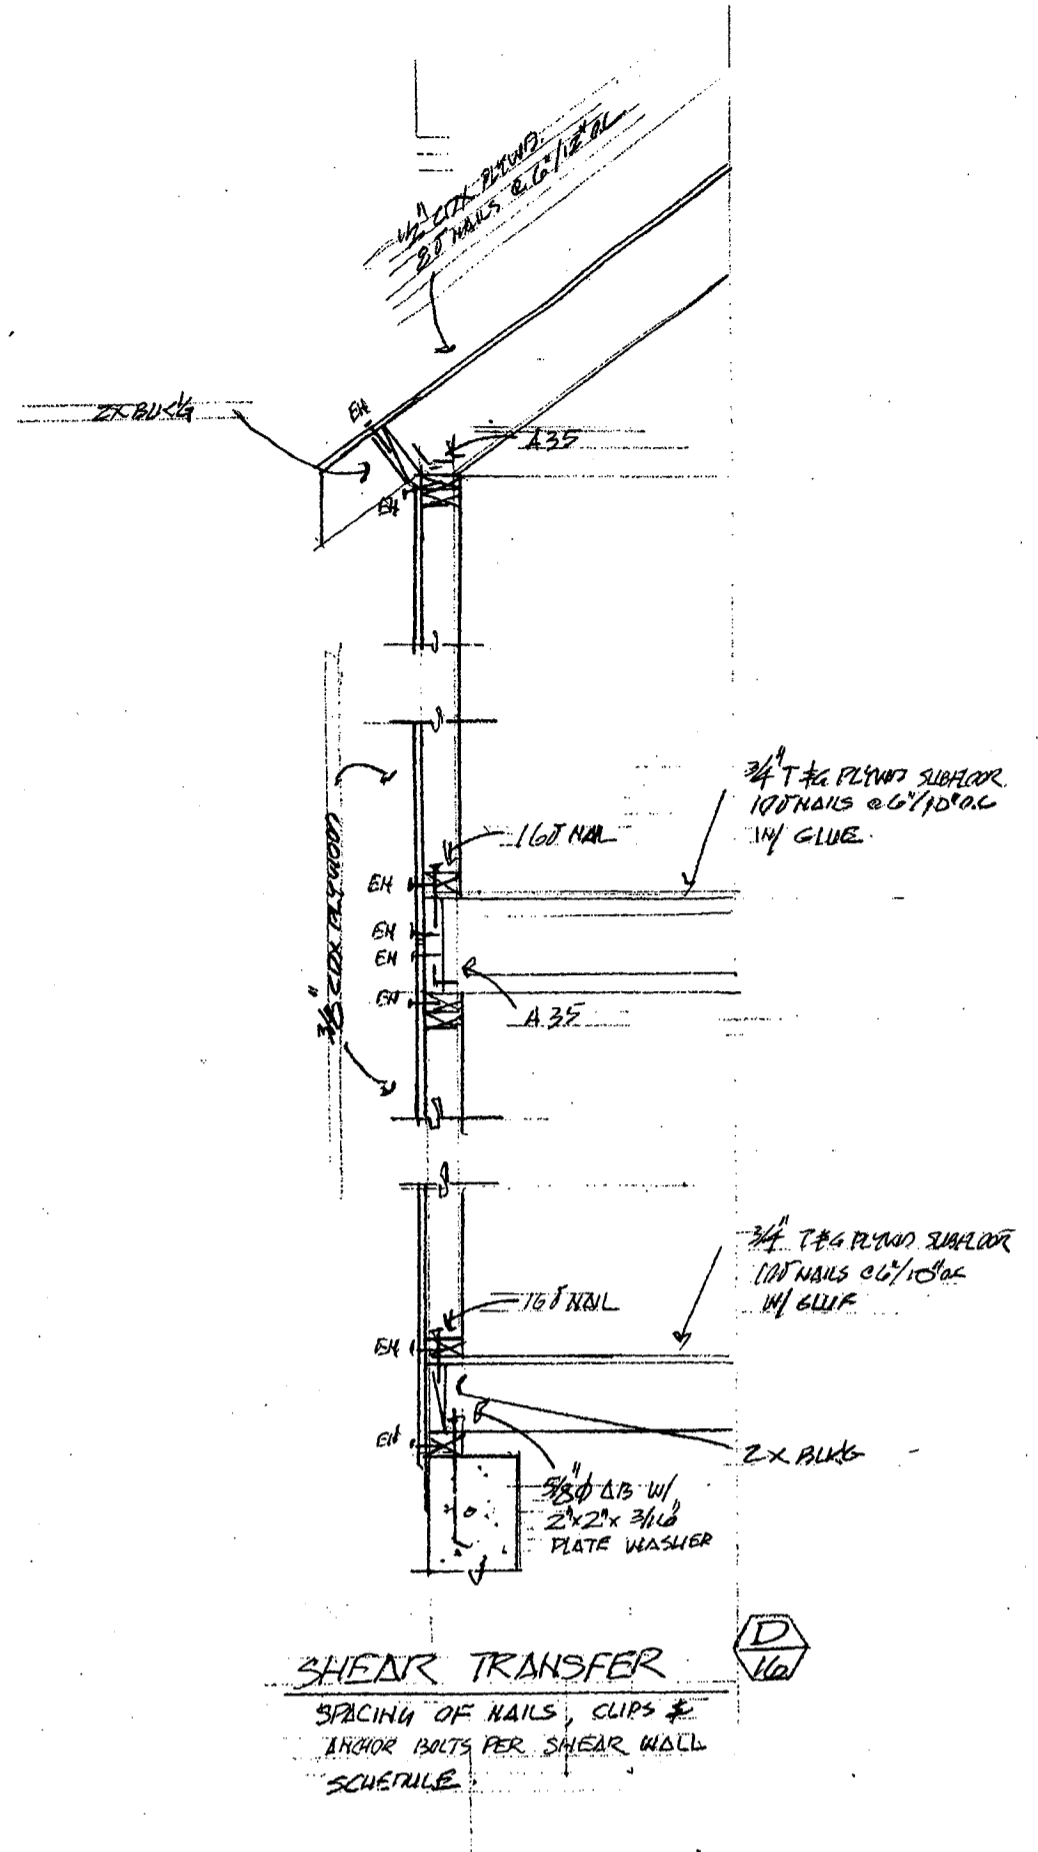 1/2" CDX PLYWD.
8d NAILS @ 6"/12" O.C.
2X BLK'G
EN
A35
EN
3/4" T&G PLYWD SUBFLOOR
10d NAILS @ 6"/10" O.C.
W/ GLUE.
16d NAIL
EN
EN
EN
EN
3/8" CDX PLYWOOD
A35
3/4" T&G PLYWD SUBFLOOR
10d NAILS @ 6"/10" OC
W/ GLUE
16d NAIL
EN
EN
2X BLKG
5/8"ϕ AB W/
2"x2"x 3/16"
PLATE WASHER
SHEAR TRANSFER
D
16
SPACING OF NAILS, CLIPS &
ANCHOR BOLTS PER SHEAR WALL
SCHEDULE.